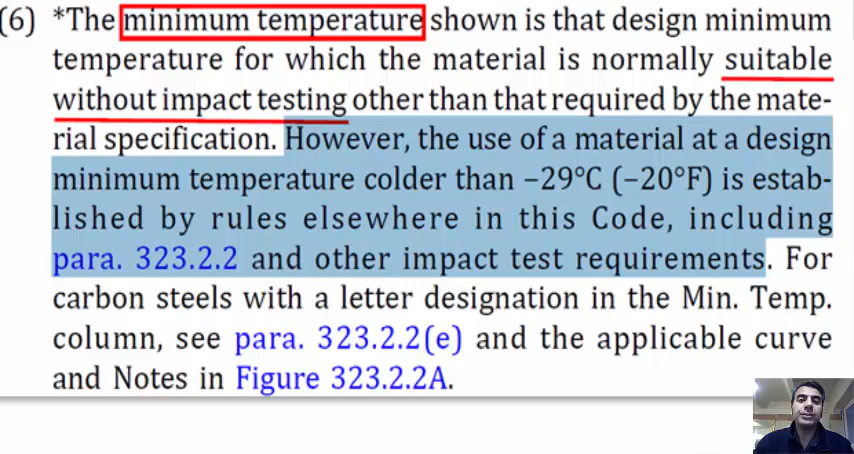 (6) *The minimum temperature shown is that design minimum
temperature for which the material is normally suitable
without impact testing other than that required by the mate-
rial specification. However, the use of a material at a design
minimum temperature colder than −29°C (−20°F) is estab-
lished by rules elsewhere in this Code, including
para. 323.2.2 and other impact test requirements. For
carbon steels with a letter designation in the Min. Temp.
column, see para. 323.2.2(e) and the applicable curve
and Notes in Figure 323.2.2A.